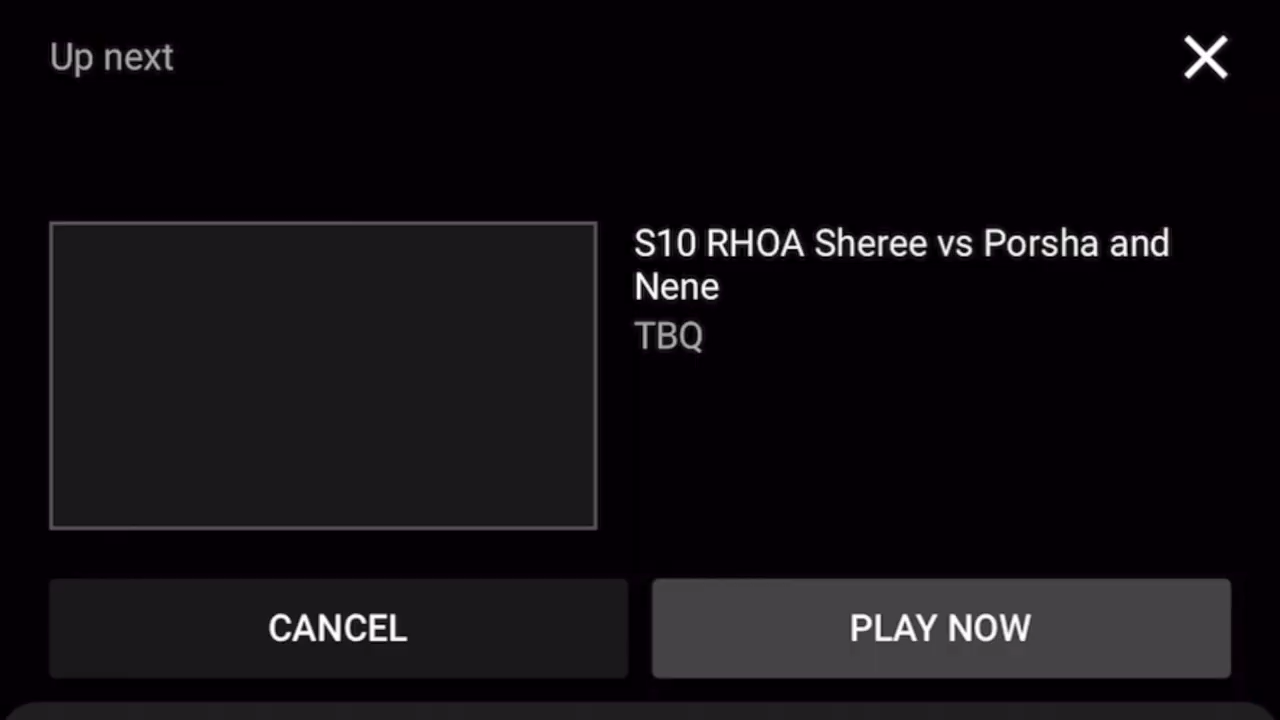 Up next
S10 RHOA Sheree vs Porsha and
Nene
TBQ
CANCEL
PLAY NOW